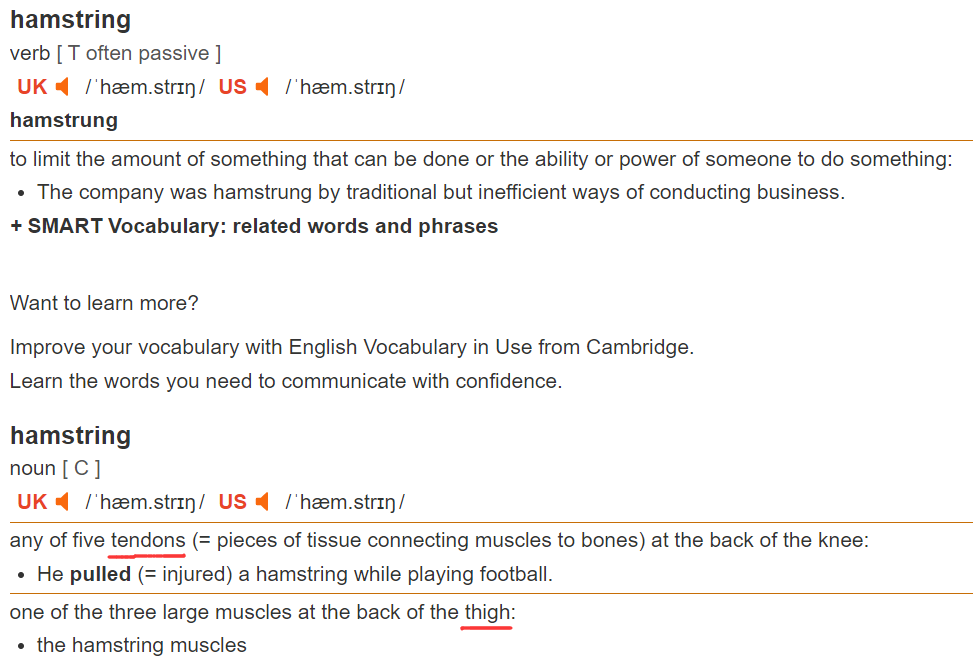 hamstring
verb [ T often passive ]
UK /ˈhæm.strɪŋ/ US /ˈhæm.strɪŋ/
hamstrung
to limit the amount of something that can be done or the ability or power of someone to do something:
• The company was hamstrung by traditional but inefficient ways of conducting business.
+ SMART Vocabulary: related words and phrases
Want to learn more?
Improve your vocabulary with English Vocabulary in Use from Cambridge.
Learn the words you need to communicate with confidence.
hamstring
noun [ C ]
UK /ˈhæm.strɪŋ/ US /ˈhæm.strɪŋ/
any of five tendons (= pieces of tissue connecting muscles to bones) at the back of the knee:
• He pulled (= injured) a hamstring while playing football.
one of the three large muscles at the back of the thigh:
• the hamstring muscles